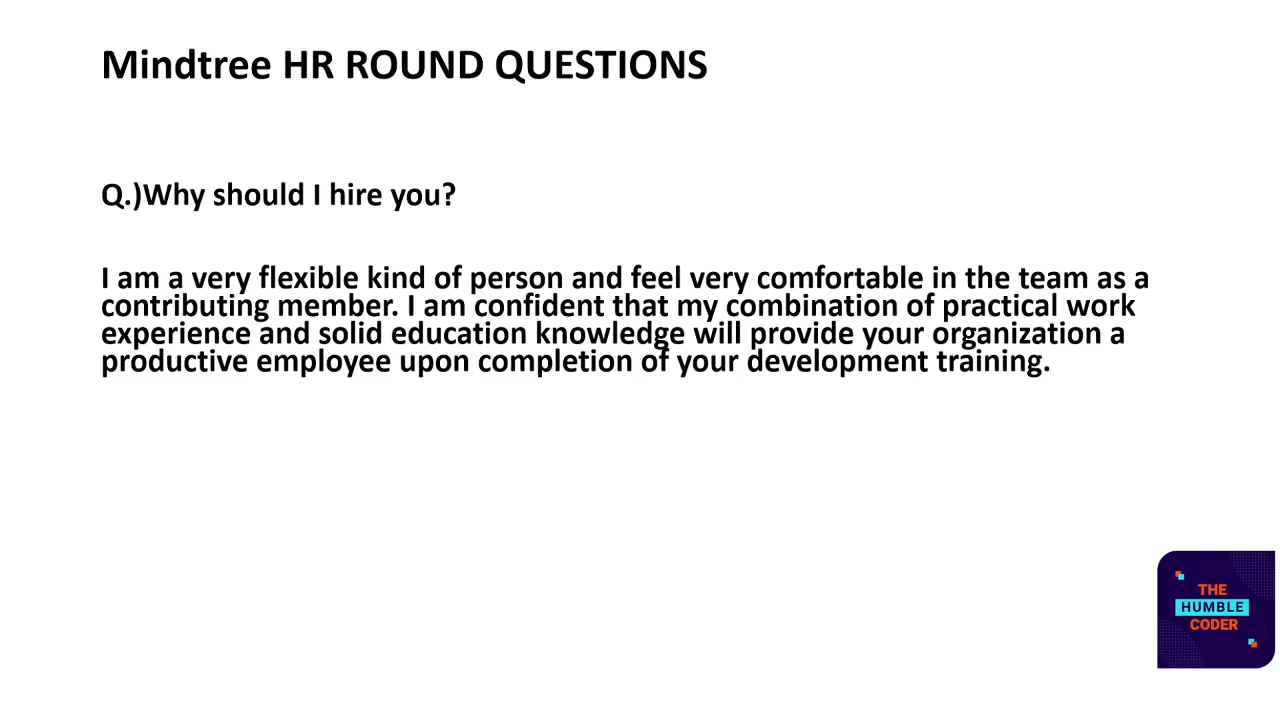 Mindtree HR ROUND QUESTIONS
Q.)Why should I hire you?
I am a very flexible kind of person and feel very comfortable in the team as a
contributing member. I am confident that my combination of practical work
experience and solid education knowledge will provide your organization a
productive employee upon completion of your development training.
THE
HUMBLE
CODER